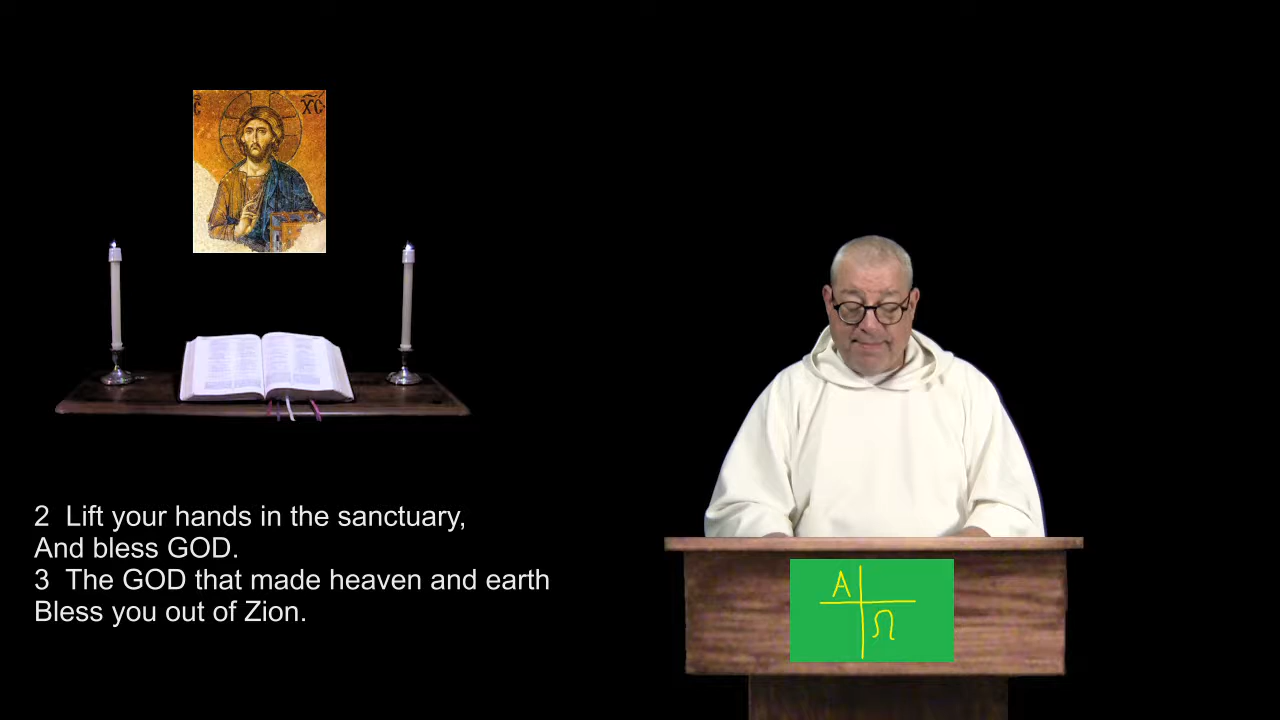 C
XC
2  Lift your hands in the sanctuary,
And bless GOD.
3  The GOD that made heaven and earth
Bless you out of Zion.
A
Ω